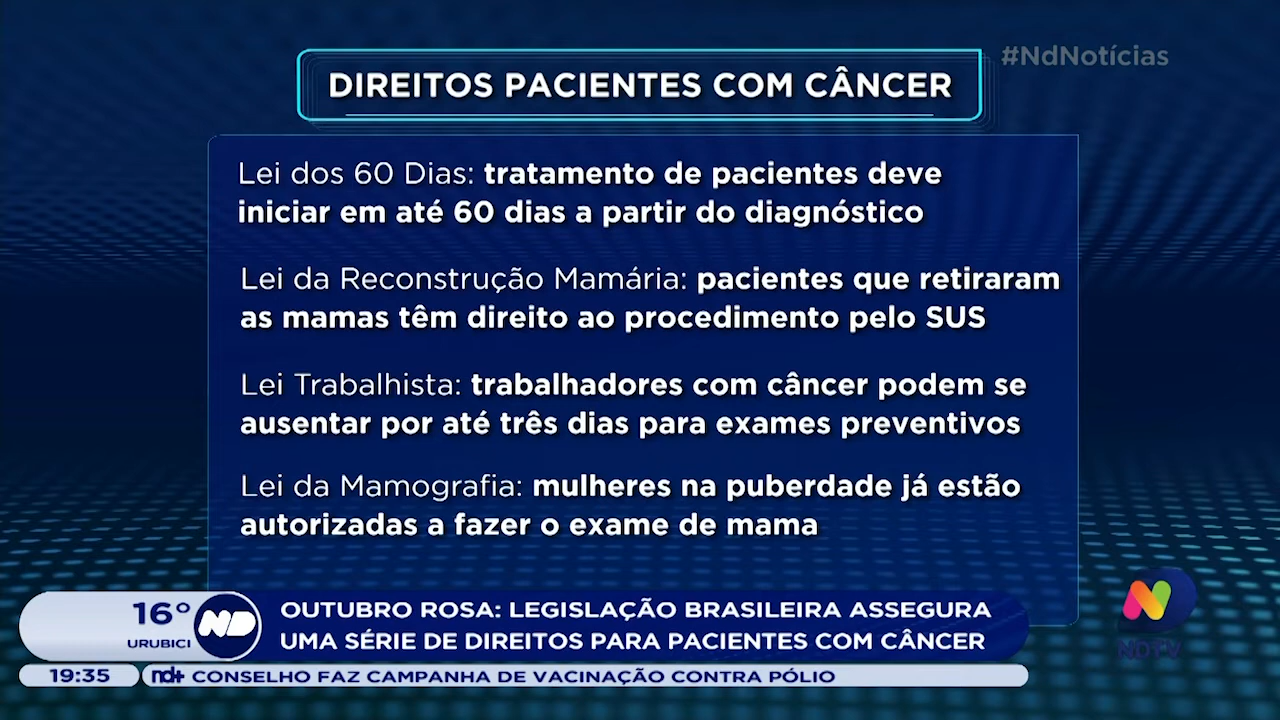 #NdNotícias
DIREITOS PACIENTES COM CÂNCER
Lei dos 60 Dias: tratamento de pacientes deve
iniciar em até 60 dias a partir do diagnóstico
Lei da Reconstrução Mamária: pacientes que retiraram
as mamas têm direito ao procedimento pelo SUS
Lei Trabalhista: trabalhadores com câncer podem se
ausentar por até três dias para exames preventivos
Lei da Mamografia: mulheres na puberdade já estão
autorizadas a fazer o exame de mama
16°
URUBICI
ND
OUTUBRO ROSA: LEGISLAÇÃO BRASILEIRA ASSEGURA
UMA SÉRIE DE DIREITOS PARA PACIENTES COM CÂNCER
N
NDTV
19:35
nd+ CONSELHO FAZ CAMPANHA DE VACINAÇÃO CONTRA PÓLIO